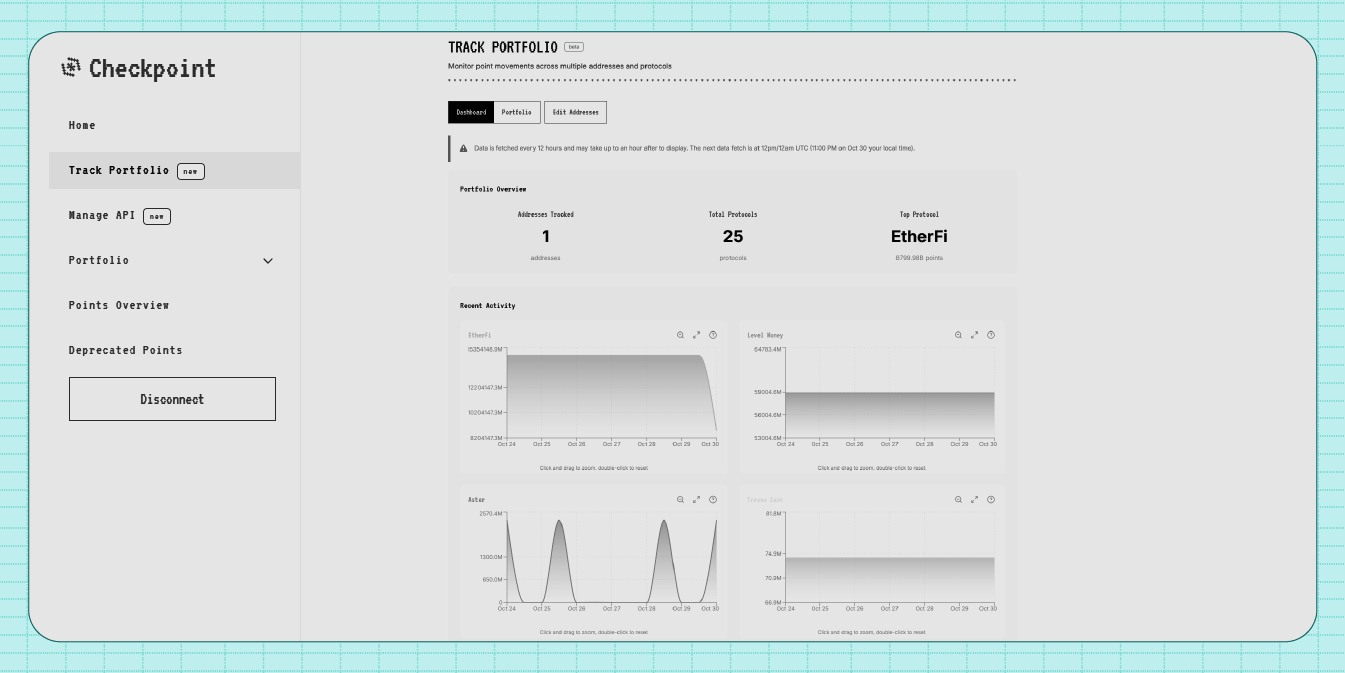 Checkpoint
Home
Track Portfolio new
Manage API new
Portfolio
Points Overview
Deprecated Points
Disconnect
TRACK PORTFOLIO beta
Monitor point movements across multiple addresses and protocols
Dashboard Portfolio Edit Addresses
Data is fetched every 12 hours and may take up to an hour after to display. The next data fetch is at 12pm/12am UTC (11:00 PM on Oct 30 your local time).
Portfolio Overview
Addresses Tracked Total Protocols Top Protocol
1 25 EtherFi
addresses protocols 8799.98B points
Recent Activity
EtherFi
15354148.9M
12204147.3M
10204147.3M
8204147.3M
Oct 24 Oct 25 Oct 26 Oct 27 Oct 28 Oct 29 Oct 30
Click and drag to zoom, double-click to reset
Level Money
64763.4M
59004.6M
56004.6M
53004.6M
Oct 24 Oct 25 Oct 26 Oct 27 Oct 28 Oct 29 Oct 30
Click and drag to zoom, double-click to reset
Aster
2570.4M
1300.0M
650.0M
0
Oct 24 Oct 25 Oct 26 Oct 27 Oct 28 Oct 29 Oct 30
Click and drag to zoom, double-click to reset
81.8M
74.9M
70.9M
66.9M
Oct 24 Oct 25 Oct 26 Oct 27 Oct 28 Oct 29 Oct 30
Click and drag to zoom, double-click to reset